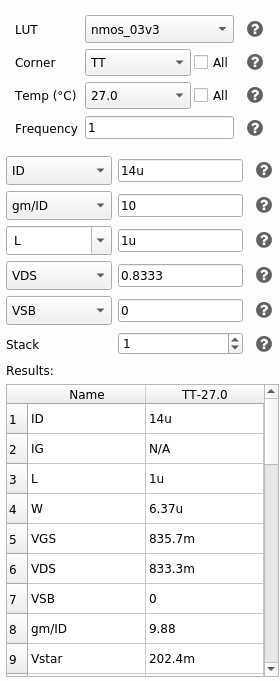 LUT nmos_03v3 ?
Corner TT All ?
Temp (°C) 27.0 All ?
Frequency 1 ?
ID 14u ?
gm/ID 10 ?
L 1u ?
VDS 0.8333 ?
VSB 0 ?
Stack 1 ?
Results:
Name TT-27.0
1 ID 14u
2 IG N/A
3 L 1u
4 W 6.37u
5 VGS 835.7m
6 VDS 833.3m
7 VSB 0
8 gm/ID 9.88
9 Vstar 202.4m